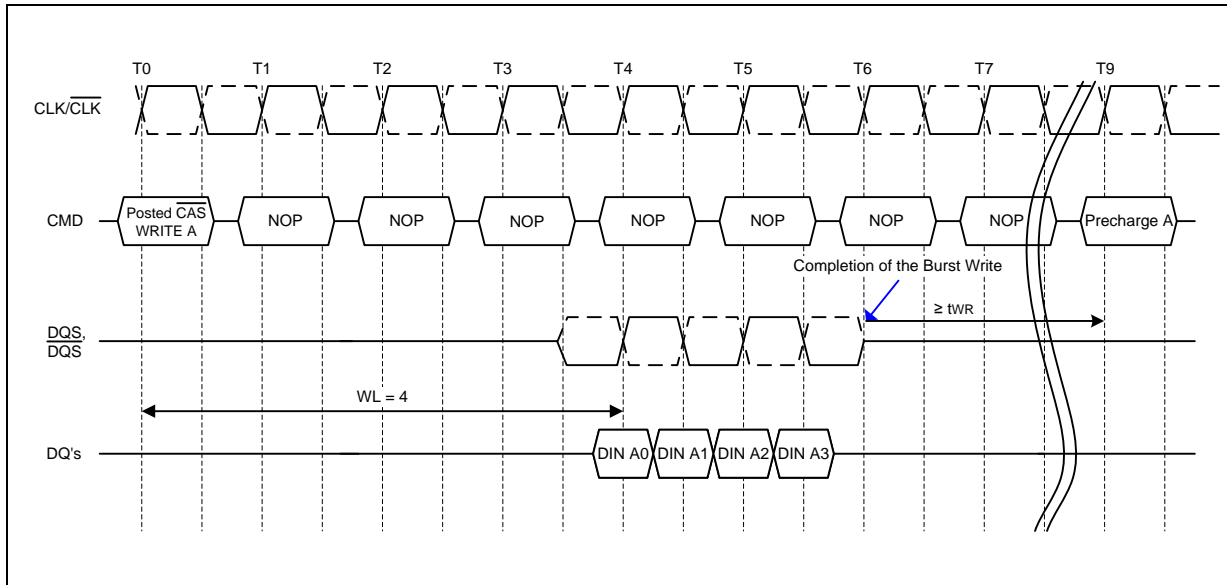 T0 T1 T2 T3 T4 T5 T6 T7 T9
CLK/CLK
CMD
Posted CAS
WRITE A
NOP NOP NOP NOP NOP NOP NOP
Precharge A
Completion of the Burst Write
≥ tWR
DQS,
DQS
WL = 4
DQ's
DIN A0 DIN A1 DIN A2 DIN A3